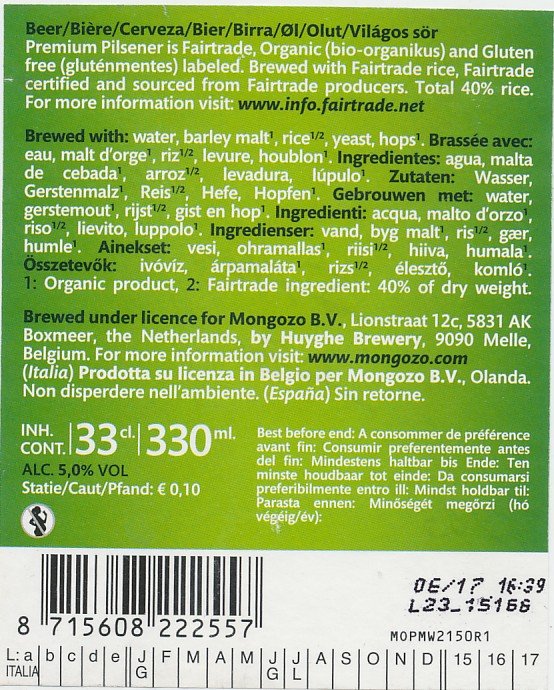 Beer/Bière/Cerveza/Bier/Birra/Øl/Olut/Világos sör
Premium Pilsener is Fairtrade, Organic (bio-organikus) and Gluten
free (gluténmentes) labeled. Brewed with Fairtrade rice, Fairtrade
certified and sourced from Fairtrade producers. Total 40% rice.
For more information visit: www.info.fairtrade.net
Brewed with: water, barley malt¹, rice¹/², yeast, hops¹. Brassée avec:
eau, malt d'orge¹, riz¹/², levure, houblon¹. Ingredientes: agua, malta
de cebada¹, arroz¹/², levadura, lúpulo¹. Zutaten: Wasser,
Gerstenmalz¹, Reis¹/², Hefe, Hopfen¹. Gebrouwen met: water,
gerstemout¹, rijst¹/², gist en hop¹. Ingredienti: acqua, malto d'orzo¹,
riso¹/², lievito, luppolo¹. Ingredienser: vand, byg malt¹, ris¹/², gær,
humle¹. Ainekset: vesi, ohramallas¹, riisi¹/², hiiva, humala¹.
Összetevők: ivóvíz, árpamaláta¹, rizs¹/², élesztő, komló¹.
1: Organic product, 2: Fairtrade ingredient: 40% of dry weight.
Brewed under licence for Mongozo B.V., Lionstraat 12c, 5831 AK
Boxmeer, the Netherlands, by Huyghe Brewery, 9090 Melle,
Belgium. For more information visit: www.mongozo.com
(Italia) Prodotta su licenza in Belgio per Mongozo B.V., Olanda.
Non disperdere nell'ambiente. (España) Sin retorne.
INH.
CONT. 33 cl. 330 ml.
ALC. 5,0% VOL
Statie/Caut/Pfand: € 0,10
Best before end: A consommer de préférence
avant fin: Consumir preferentemente antes
del fin: Mindestens haltbar bis Ende: Ten
minste houdbaar tot einde: Da consumarsi
preferibilmente entro ill: Mindst holdbar til:
Parasta ennen: Minőségét megőrzi (hó
végéig/év):
06/17 16:39
L23_15166
8 715608 222557
MOPMW2150R1
L: a b c d e J F M A M J J A S O N D 15 16 17
ITALIA G G L